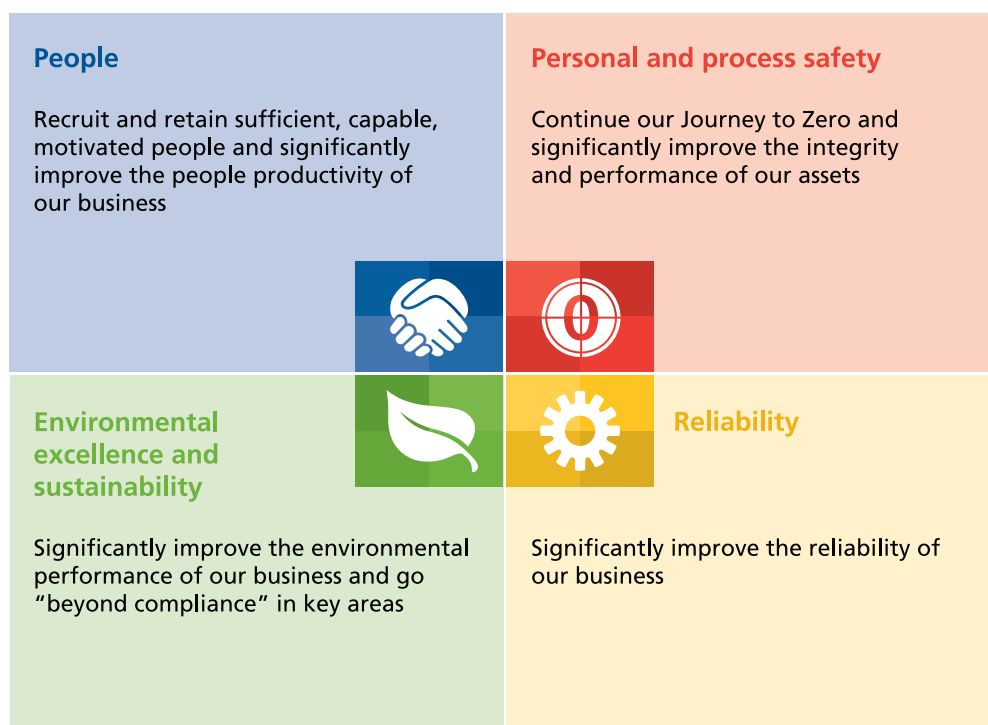 People
Recruit and retain sufficient, capable,
motivated people and significantly
improve the people productivity of
our business
Personal and process safety
Continue our Journey to Zero and
significantly improve the integrity
and performance of our assets
0
Environmental
excellence and
sustainability
Significantly improve the environmental
performance of our business and go
“beyond compliance” in key areas
Reliability
Significantly improve the reliability of
our business